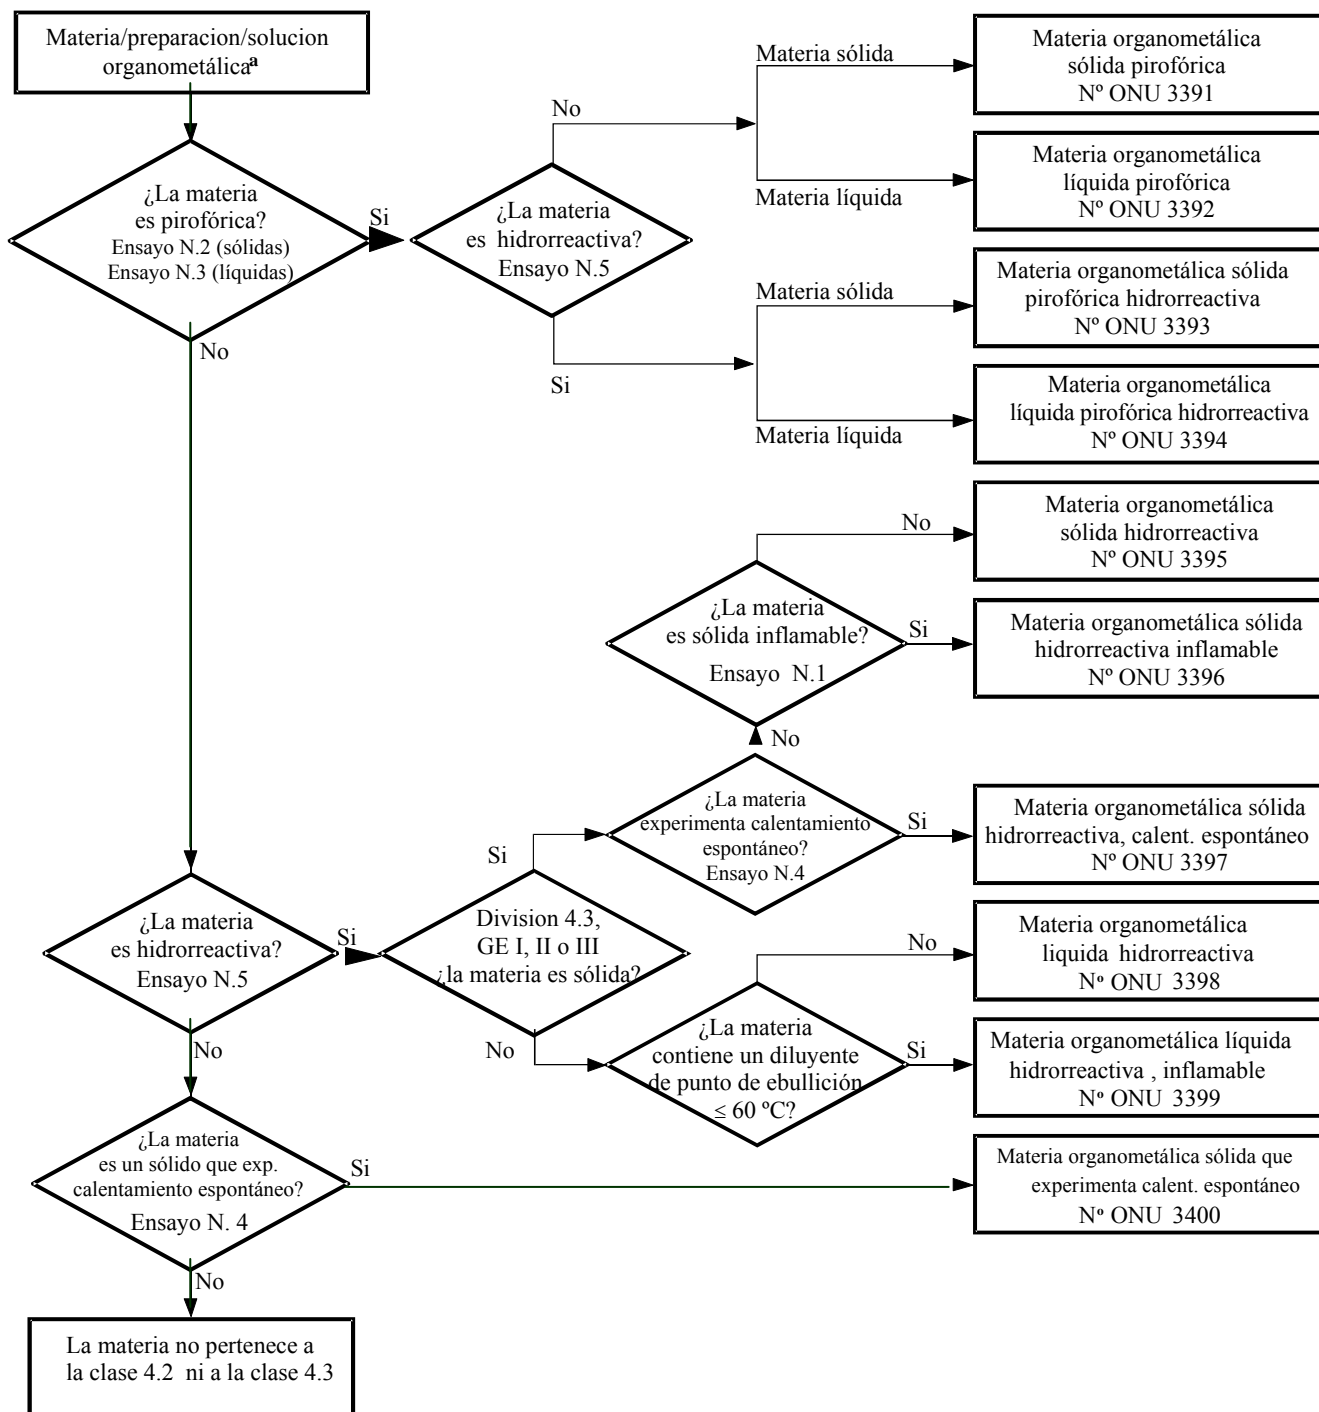 Materia/preparacion/solucion
organometálicaa
¿La materia
es pirofórica?
Ensayo N.2 (sólidas)
Ensayo N.3 (líquidas)
Si
No
¿La materia
es hidrorreactiva?
Ensayo N.5
No
Si
Materia sólida
Materia líquida
Materia organometálica
sólida pirofórica
Nº ONU 3391
Materia organometálica
líquida pirofórica
Nº ONU 3392
Materia sólida
Materia líquida
Materia organometálica sólida
pirofórica hidrorreactiva
Nº ONU 3393
Materia organometálica
líquida pirofórica hidrorreactiva
Nº ONU 3394
No
Materia organometálica
sólida hidrorreactiva
Nº ONU 3395
¿La materia
es sólida inflamable?
Ensayo N.1
Si
Materia organometálica sólida
hidrorreactiva inflamable
Nº ONU 3396
No
¿La materia
experimenta calentamiento
espontáneo?
Ensayo N.4
Si
Materia organometálica sólida
hidrorreactiva, calent. espontáneo
Nº ONU 3397
¿La materia
es hidrorreactiva?
Ensayo N.5
Si
No
Si
Division 4.3,
GE I, II o III
¿la materia es sólida?
No
No
Materia organometálica
liquida hidrorreactiva
Nº ONU 3398
¿La materia
contiene un diluyente
de punto de ebullición
≤ 60 ºC?
Si
Materia organometálica líquida
hidrorreactiva , inflamable
Nº ONU 3399
¿La materia
es un sólido que exp.
calentamiento espontáneo?
Ensayo N. 4
Si
Materia organometálica sólida que
experimenta calent. espontáneo
Nº ONU 3400
No
La materia no pertenece a
la clase 4.2 ni a la clase 4.3